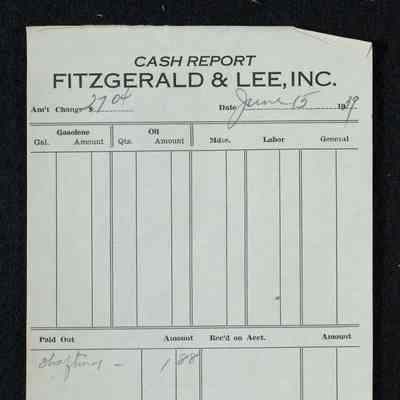 CASH REPORT
FITZGERALD & LEE, INC.
Am't Change $ 27 04 Date June 15 1939
Gasolene Oil
Gal. Amount Qts. Amount Mdse. Labor General
Paid Out Amount Rec'd on Acct. Amount
- 1 88